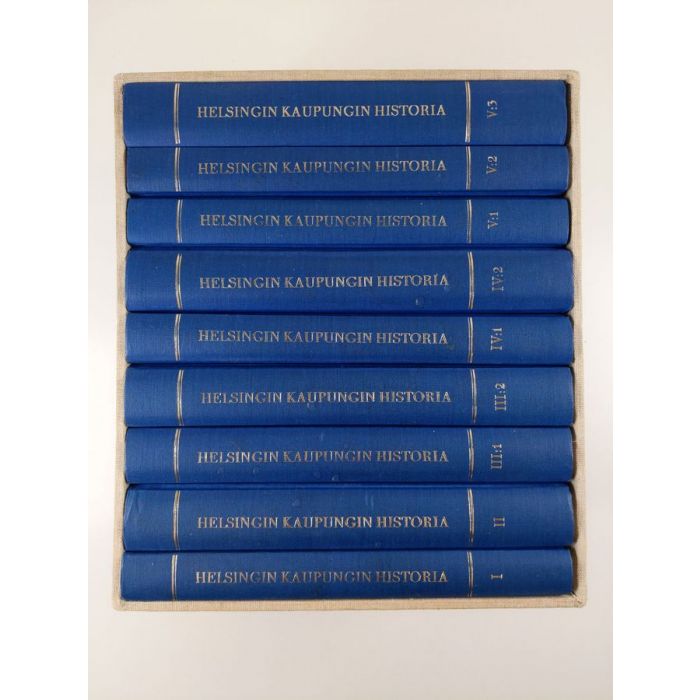 HELSINGIN KAUPUNGIN HISTORIA V:3
HELSINGIN KAUPUNGIN HISTORIA V:2
HELSINGIN KAUPUNGIN HISTORIA V:1
HELSINGIN KAUPUNGIN HISTORIA IV:2
HELSINGIN KAUPUNGIN HISTORIA IV:1
HELSINGIN KAUPUNGIN HISTORIA III:2
HELSINGIN KAUPUNGIN HISTORIA III:1
HELSINGIN KAUPUNGIN HISTORIA II
HELSINGIN KAUPUNGIN HISTORIA I